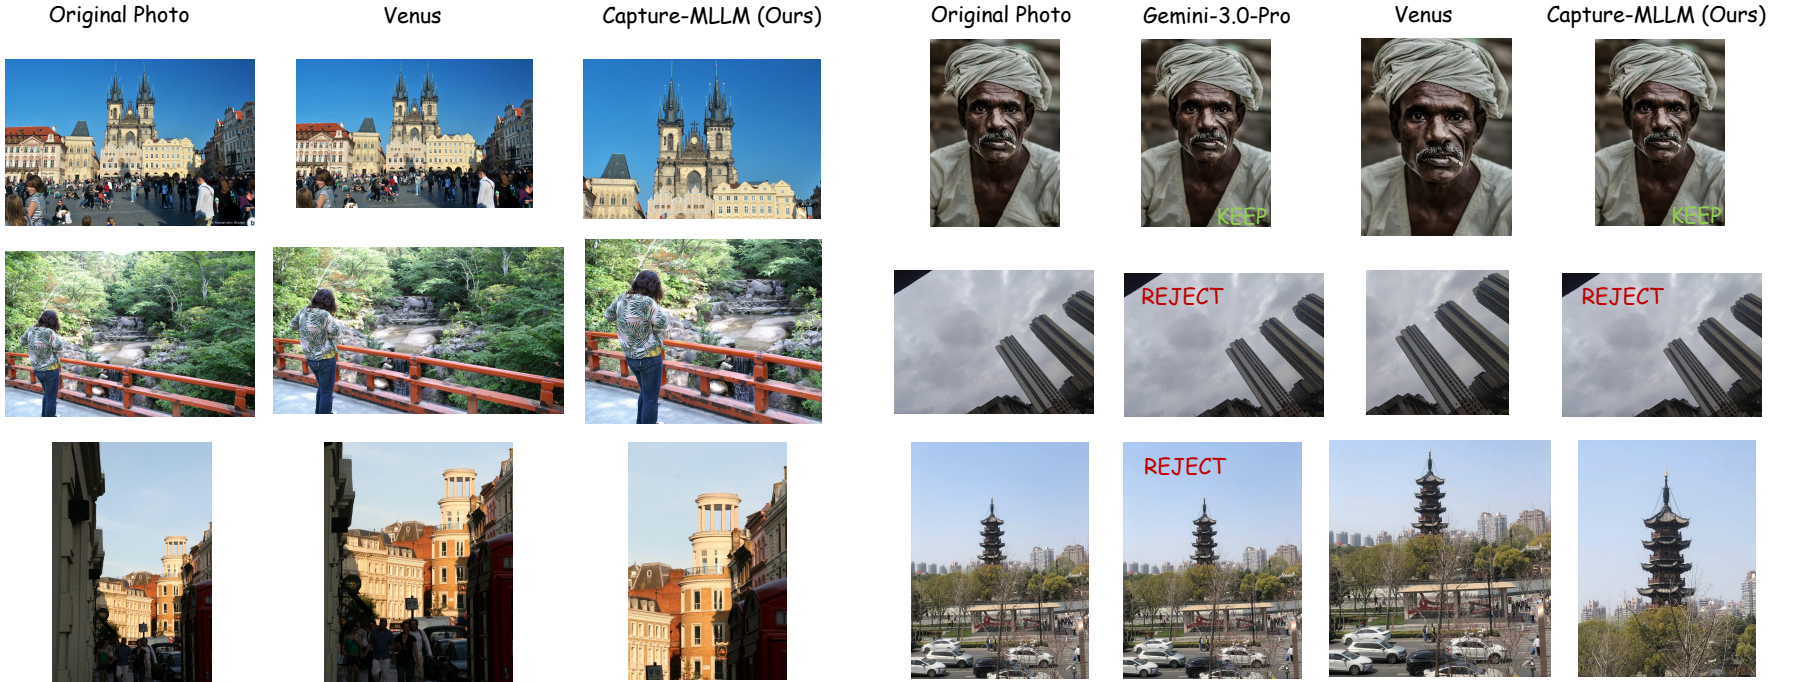 Original Photo
Venus
Capture-MLLM (Ours)
Original Photo
Gemini-3.0-Pro
Venus
Capture-MLLM (Ours)
KEEP
KEEP
REJECT
REJECT
REJECT